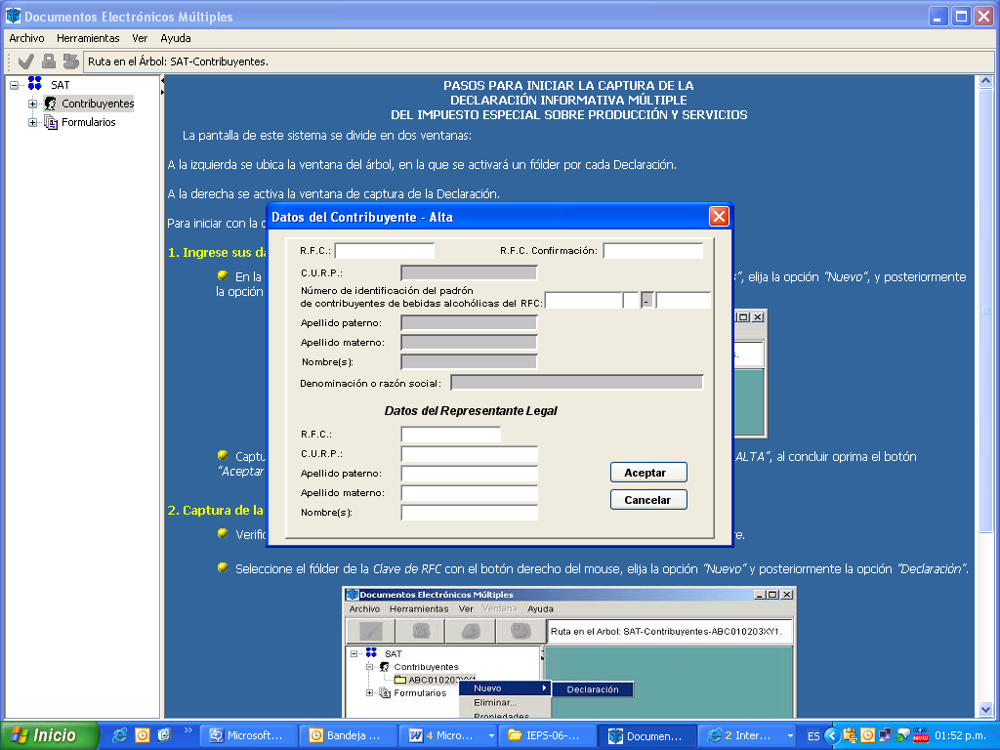 Documentos Electrónicos Múltiples
Archivo Herramientas Ver Ayuda
Ruta en el Árbol: SAT-Contribuyentes.
SAT
Contribuyentes
Formularios
PASOS PARA INICIAR LA CAPTURA DE LA
DECLARACIÓN INFORMATIVA MÚLTIPLE
DEL IMPUESTO ESPECIAL SOBRE PRODUCCIÓN Y SERVICIOS
La pantalla de este sistema se divide en dos ventanas:
A la izquierda se ubica la ventana del árbol, en la que se activará un fólder por cada Declaración.
A la derecha se activa la ventana de captura de la Declaración.
Para iniciar con la
1. Ingrese sus
En la
", elija la opción "Nuevo", y posteriormente
la opción
Datos del Contribuyente - Alta
R.F.C.:
R.F.C. Confirmación:
C.U.R.P.:
Número de identificación del padrón
de contribuyentes de bebidas alcohólicas del RFC:
-
Apellido paterno:
Apellido materno:
Nombre(s):
Denominación o razón social:
Datos del Representante Legal
R.F.C.:
C.U.R.P.:
Apellido paterno:
Apellido materno:
Nombre(s):
Aceptar
Cancelar
ALTA", al concluir oprima el botón
"Aceptar
2. Captura de la
Seleccione el fólder de la Clave de RFC con el botón derecho del mouse, elija la opción "Nuevo" y posteriormente la opción "Declaración".
Documentos Electrónicos Múltiples
Archivo Herramientas Ver Ventana Ayuda
Ruta en el Arbol: SAT-Contribuyentes-ABC010203XY1.
SAT
Contribuyentes
ABC010203XY1
Formularios
Nuevo
Declaración
Eliminar...
Propiedades
Inicio
Microsoft...
Bandeja ...
4 Micro...
IEPS-06-...
Documen...
2 Inter...
ES
01:52 p.m.